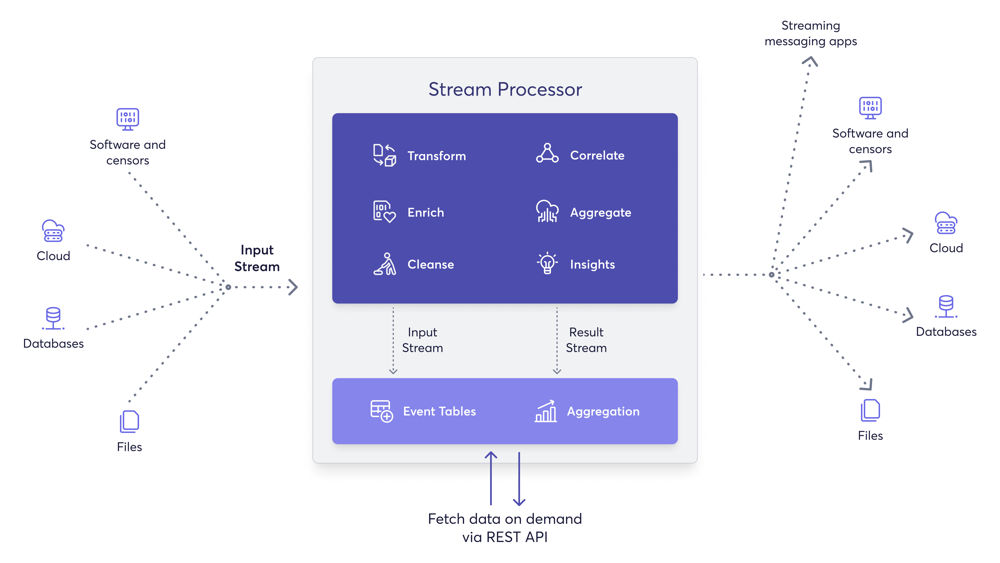 Streaming
messaging apps
Stream Processor
Software and
censors
Software and
censors
Transform
Correlate
Enrich
Aggregate
Cleanse
Insights
Cloud
Input
Stream
Cloud
Databases
Databases
Input
Stream
Result
Stream
Event Tables
Aggregation
Files
Files
Fetch data on demand
via REST API